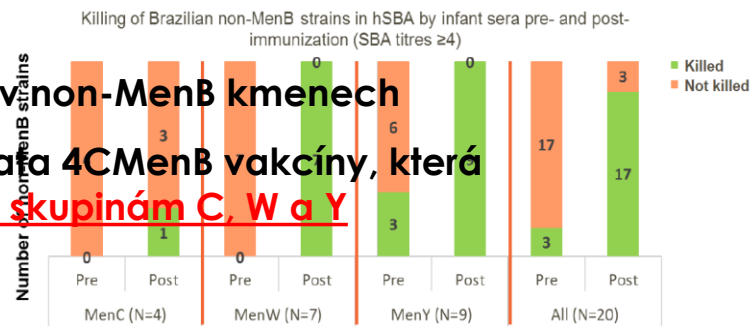 Killing of Brazilian non-MenB strains in hSBA by infant sera pre- and post-
immunization (SBA titres ≥4)
Killed
Not killed
v non-MenB kmenech
ata 4CMenB vakcíny, která
skupinám C, W a Y
Number of non-MenB strains
0
0
3
6
3
17
17
3
1
3
0
0
Pre
Post
Pre
Post
Pre
Post
Pre
Post
MenC (N=4)
MenW (N=7)
MenY (N=9)
All (N=20)